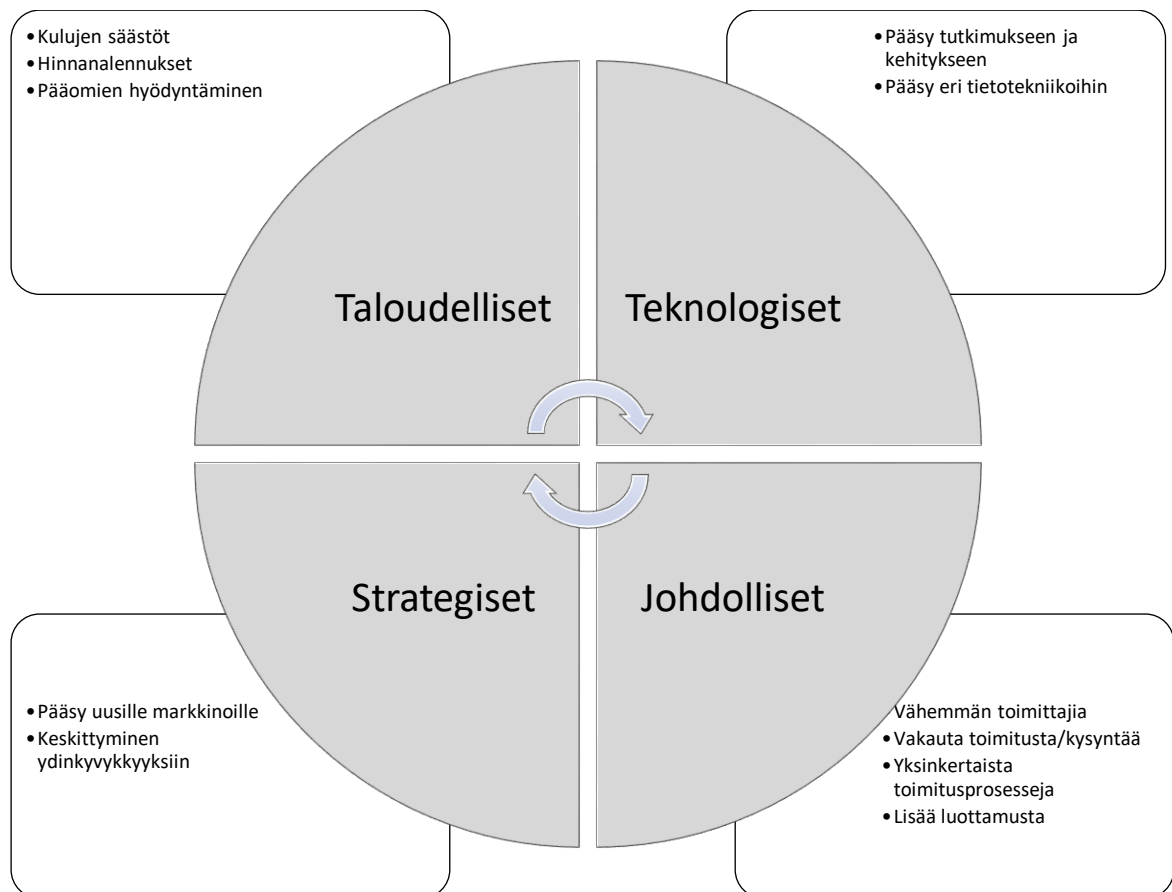 •Kulujen säästöt
•Hinnanalennukset
•Pääomien hyödyntäminen
•Pääsy tutkimukseen ja
kehitykseen
•Pääsy eri tietotekniikoihin
Taloudelliset
Teknologiset
Strategiset
Johdolliset
•Pääsy uusille markkinoille
•Keskittyminen
ydinkyvykkyyksiin
Vähemmän toimittajia
•Vakauta toimitusta/kysyntää
•Yksinkertaista
toimitusprosesseja
•Lisää luottamusta